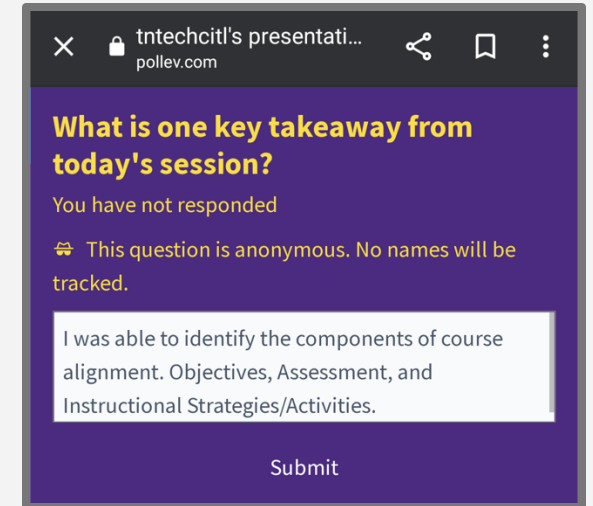 tntechcitl's presentati...
pollev.com
What is one key takeaway from
today's session?
You have not responded
This question is anonymous. No names will be
tracked.
I was able to identify the components of course
alignment. Objectives, Assessment, and
Instructional Strategies/Activities.
Submit